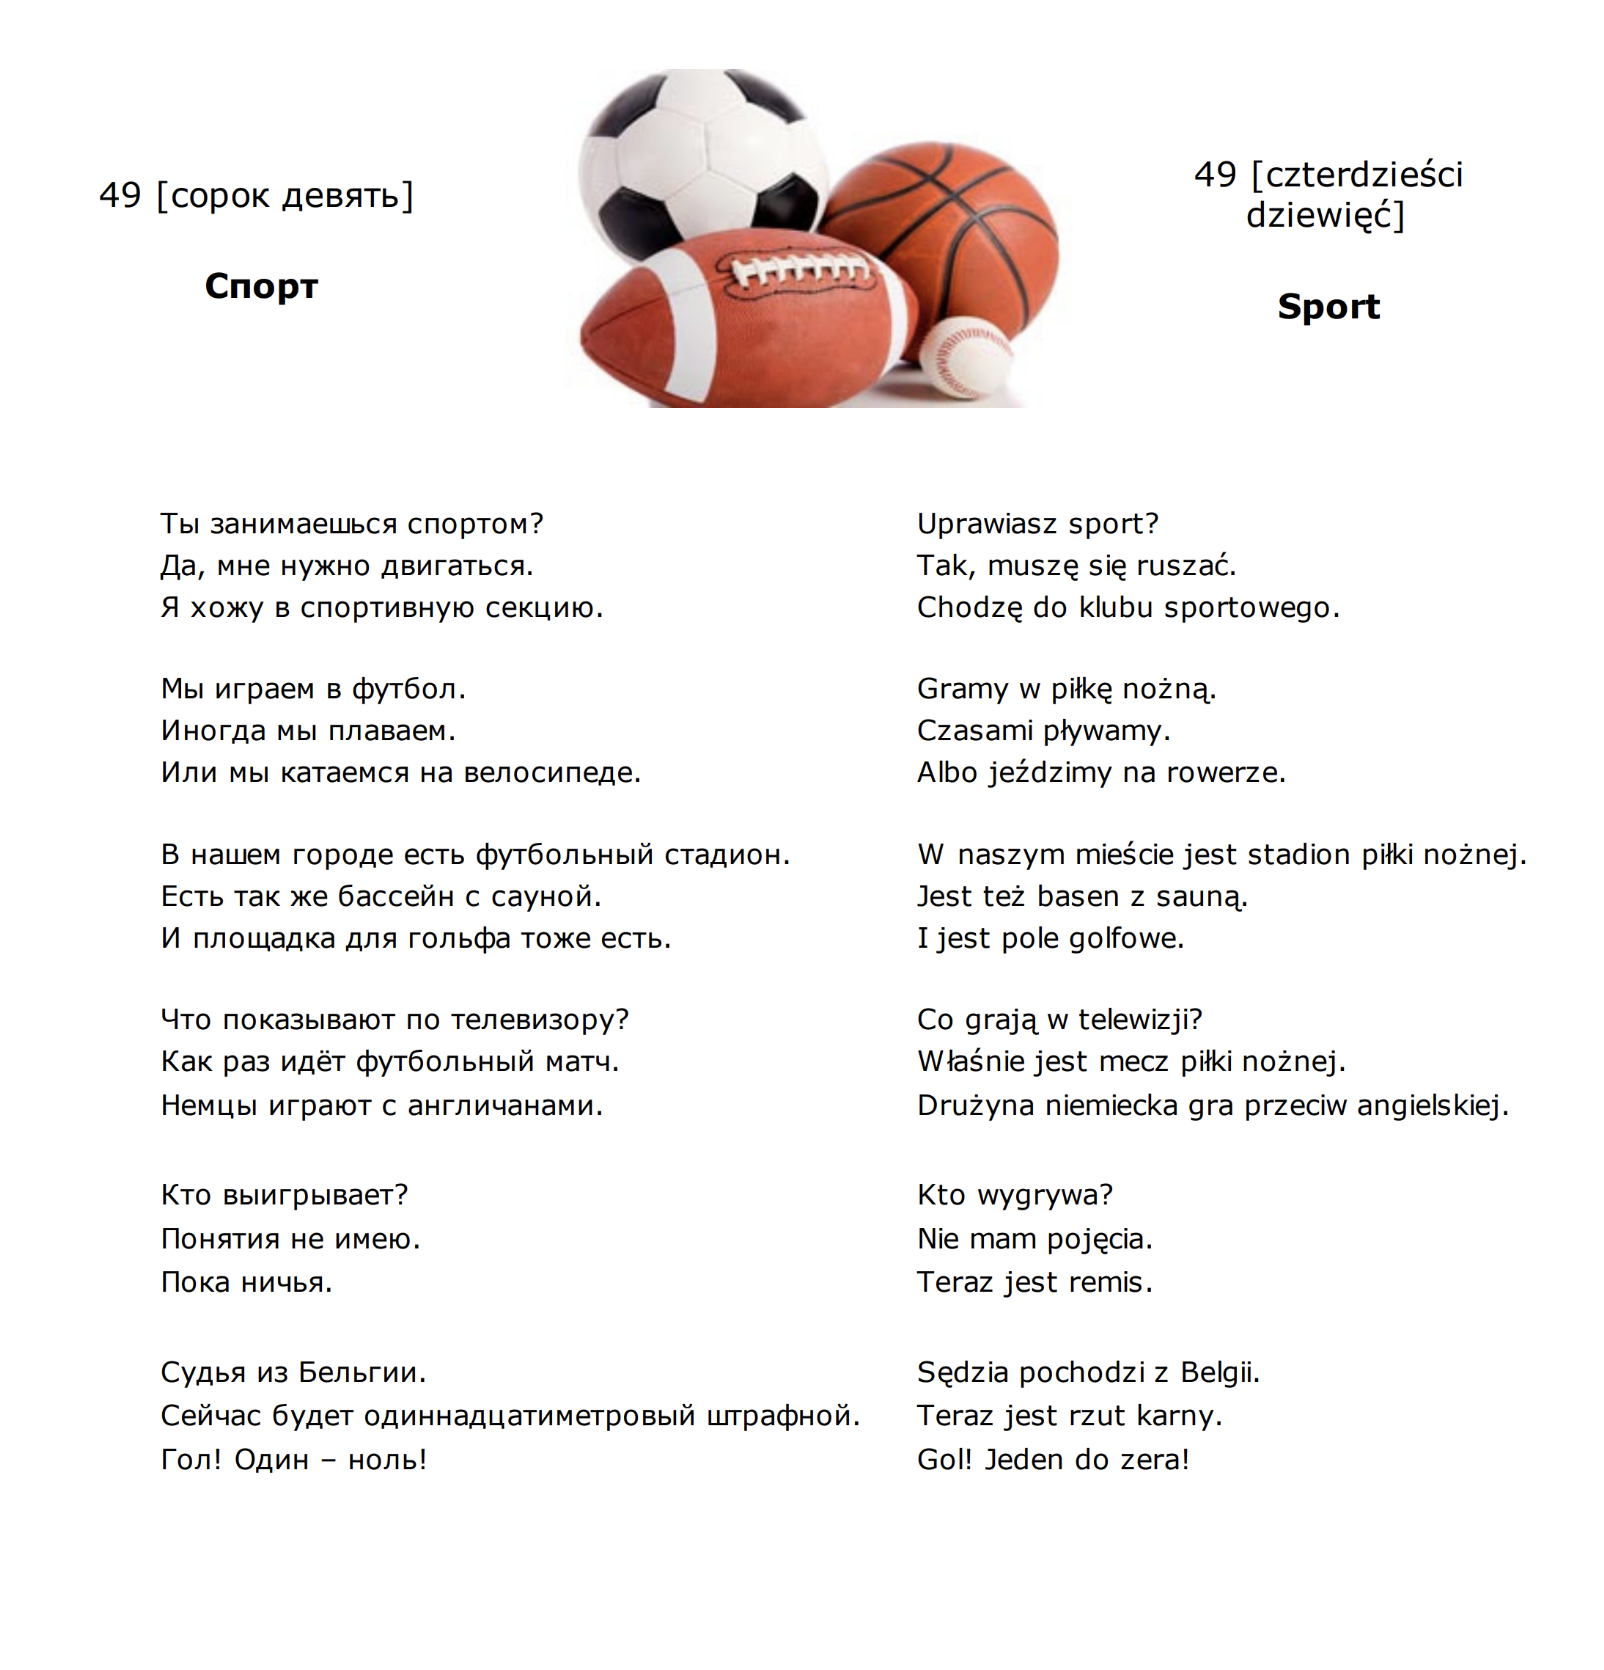 49 [сорок девять]
Спорт
49 [czterdzieści
dziewięć]
Sport
Ты занимаешься спортом?
Да, мне нужно двигаться.
Я хожу в спортивную секцию.
Мы играем в футбол.
Иногда мы плаваем.
Или мы катаемся на велосипеде.
В нашем городе есть футбольный стадион.
Есть так же бассейн с сауной.
И площадка для гольфа тоже есть.
Что показывают по телевизору?
Как раз идёт футбольный матч.
Немцы играют с англичанами.
Кто выигрывает?
Понятия не имею.
Пока ничья.
Судья из Бельгии.
Сейчас будет одиннадцатиметровый штрафной.
Гол! Один – ноль!
Uprawiasz sport?
Tak, muszę się ruszać.
Chodzę do klubu sportowego.
Gramy w piłkę nożną.
Czasami pływamy.
Albo jeździmy na rowerze.
W naszym mieście jest stadion piłki nożnej.
Jest też basen z sauną.
I jest pole golfowe.
Co grają w telewizji?
Właśnie jest mecz piłki nożnej.
Drużyna niemiecka gra przeciw angielskiej.
Kto wygrywa?
Nie mam pojęcia.
Teraz jest remis.
Sędzia pochodzi z Belgii.
Teraz jest rzut karny.
Gol! Jeden do zera!